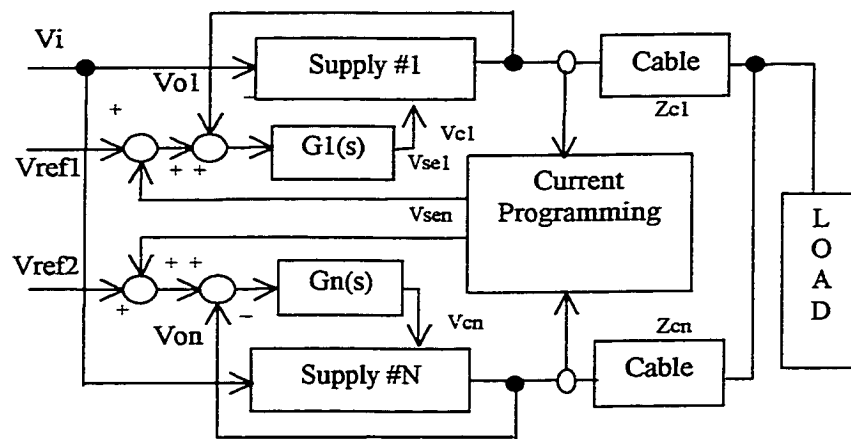 Vi
Vo1
Supply #1
Cable
Zc1
Vc1
+
−
Vref1
+ +
G1(s)
Vse1
Current
Programming
Vsen
LOAD
Vref2
+ +
+
Gn(s)
Von
−
Vcn
Zcn
Supply #N
Cable